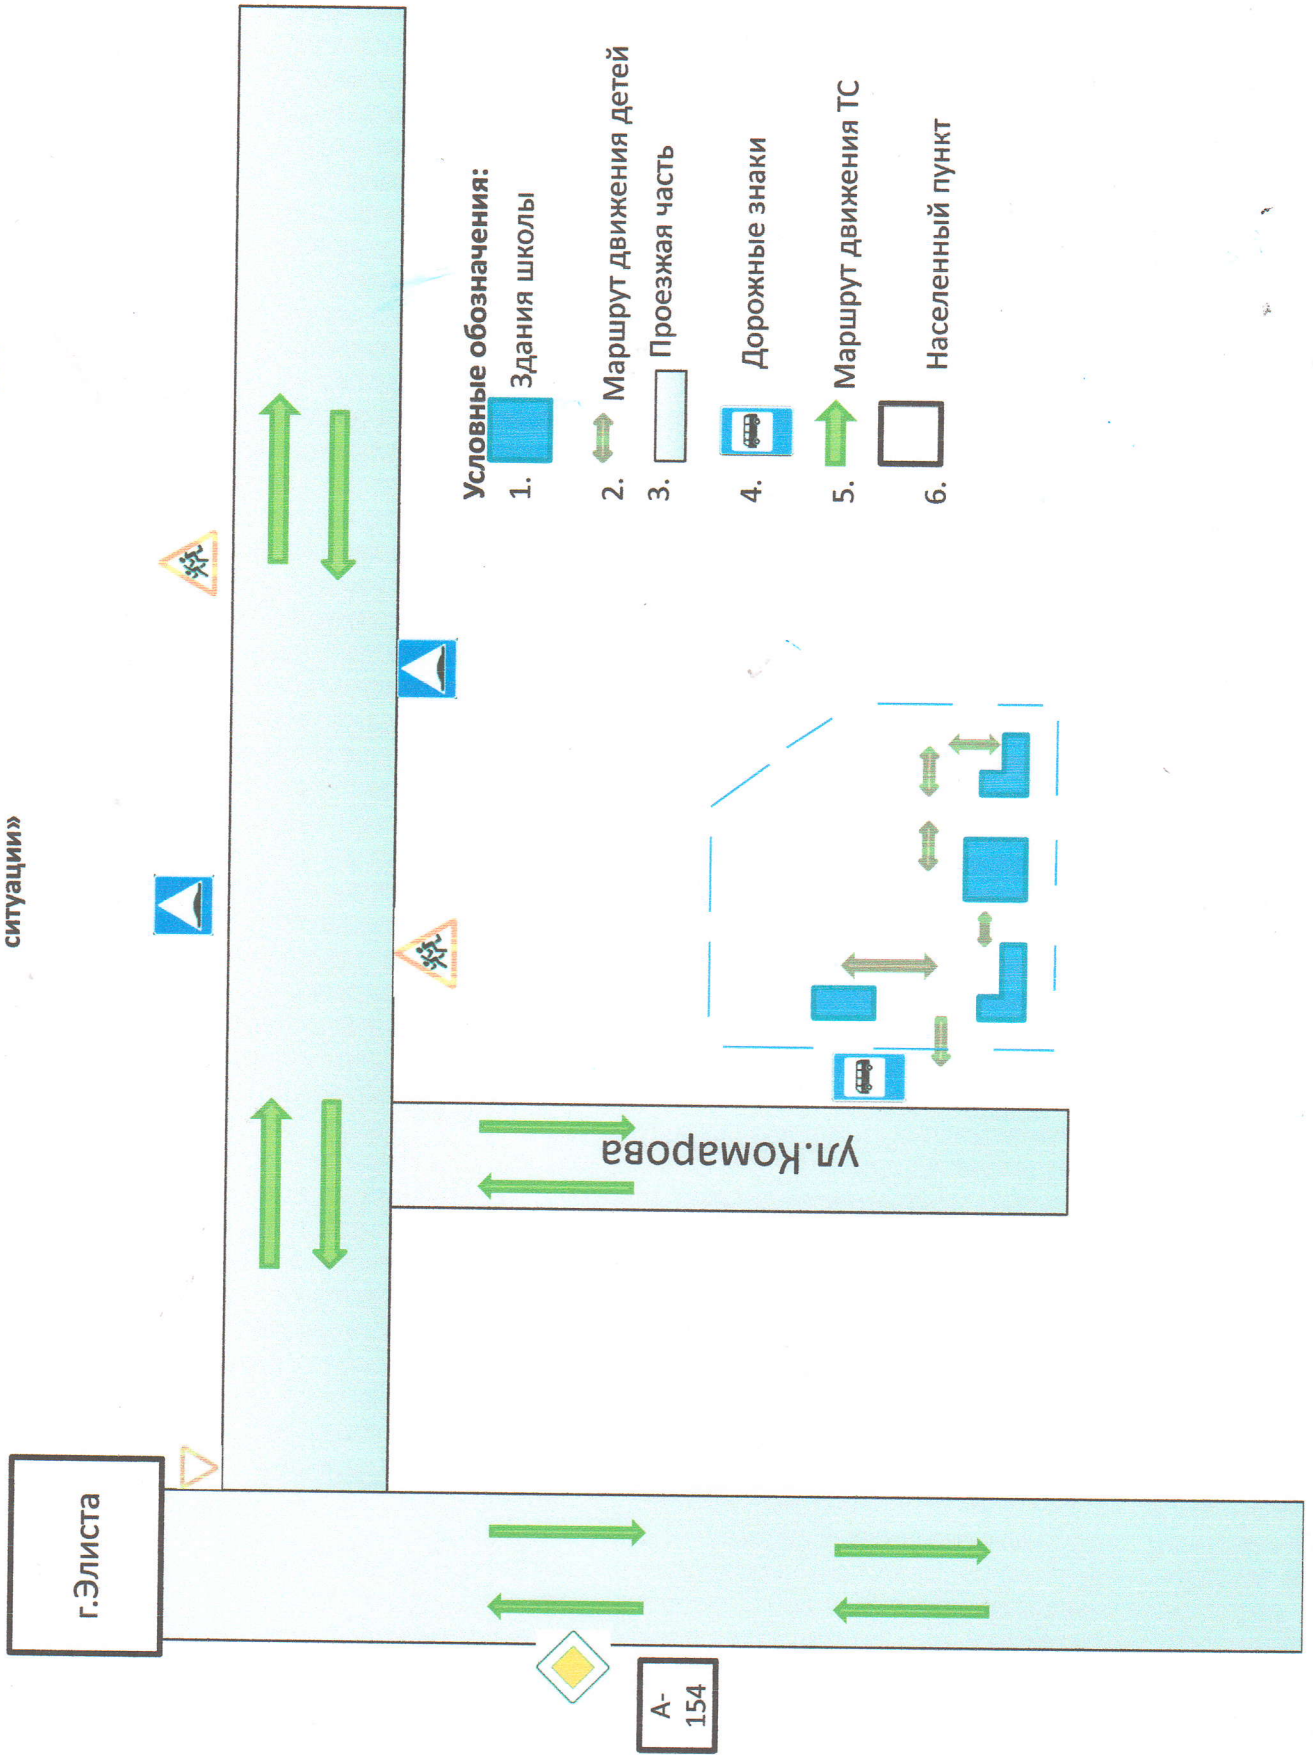 ситуации»
г.Элиста
А-
154
ул.Комарова
Условные обозначения:
1. Здания школы
2. Маршрут движения детей
3. Проезжая часть
4. Дорожные знаки
5. Маршрут движения ТС
6. Населенный пункт